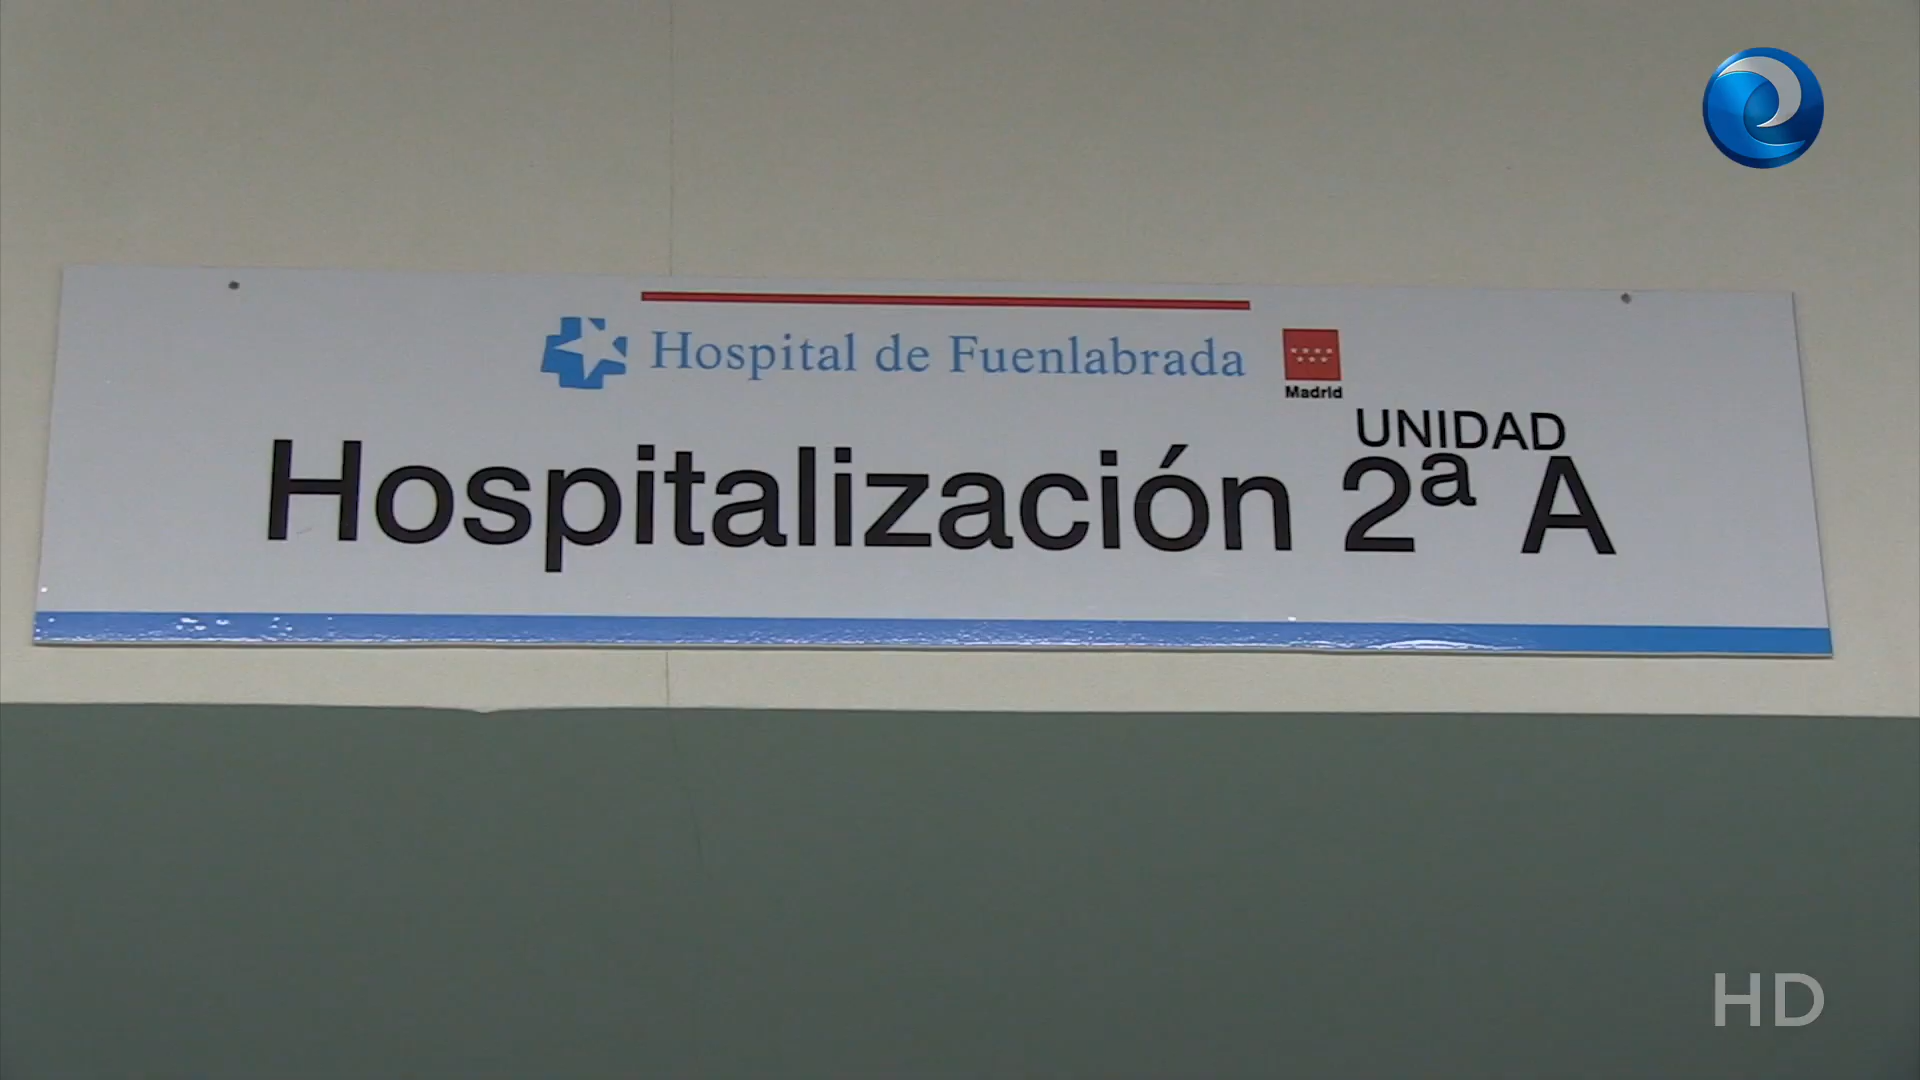 Hospital de Fuenlabrada
Madrid
UNIDAD
Hospitalización 2ª A
HD